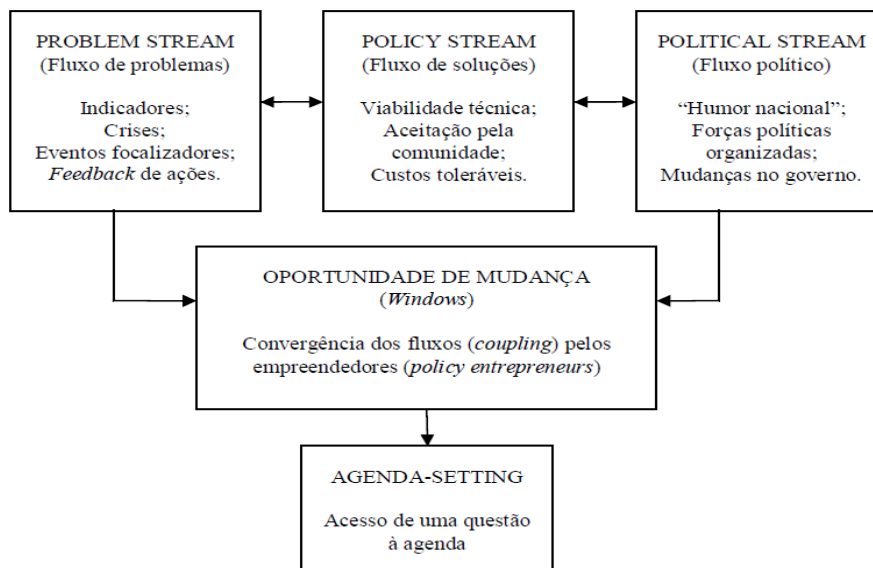 PROBLEM STREAM
(Fluxo de problemas)
Indicadores;
Crises;
Eventos focalizadores;
Feedback de ações.
POLICY STREAM
(Fluxo de soluções)
Viabilidade técnica;
Aceitação pela
comunidade;
Custos toleráveis.
POLITICAL STREAM
(Fluxo político)
“Humor nacional”;
Forças políticas
organizadas;
Mudanças no governo.
OPORTUNIDADE DE MUDANÇA
(Windows)
Convergência dos fluxos (coupling) pelos
empreendedores (policy entrepreneurs)
AGENDA-SETTING
Acesso de uma questão
à agenda